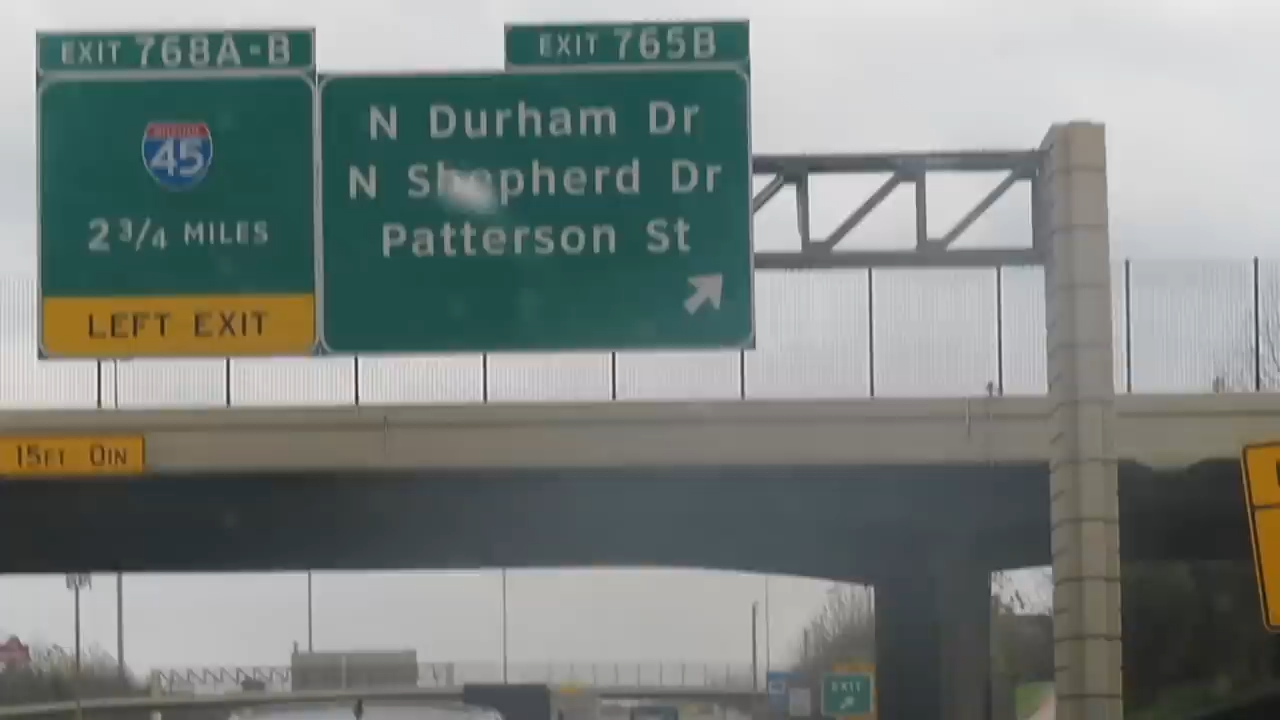 EXIT 768A-B
INTERSTATE
45
2 3/4 MILES
LEFT EXIT
EXIT 765B
N Durham Dr
N Shepherd Dr
Patterson St
15FT 0IN
EXIT